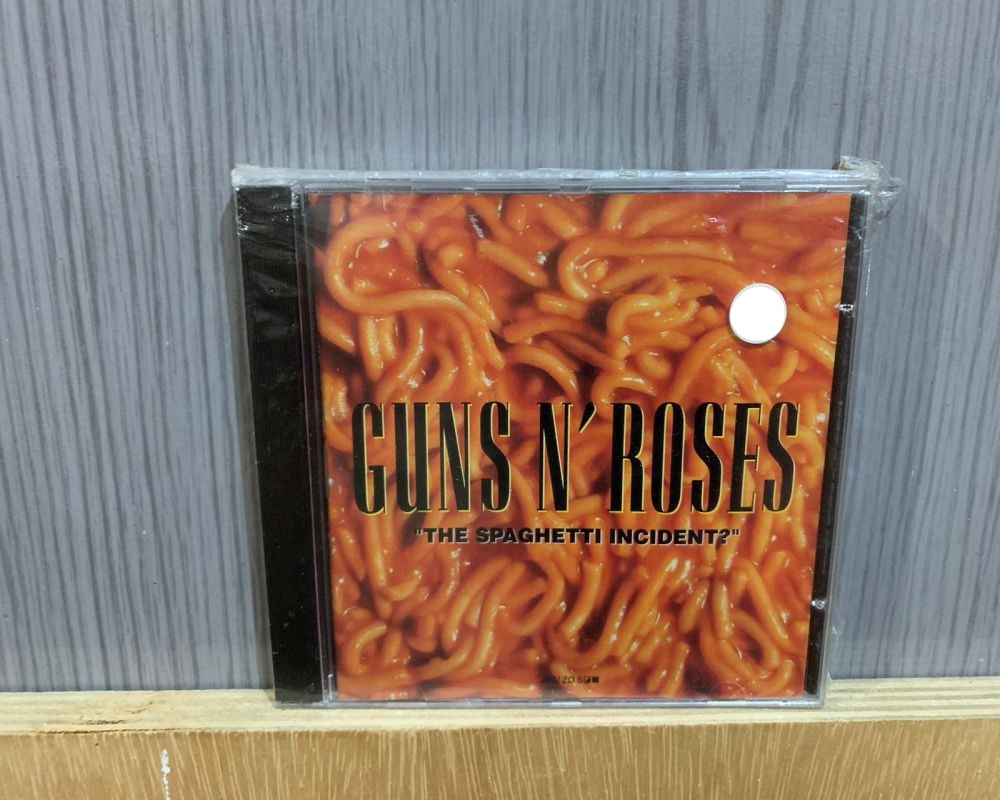 GUNS N' ROSES
"THE SPAGHETTI INCIDENT?"